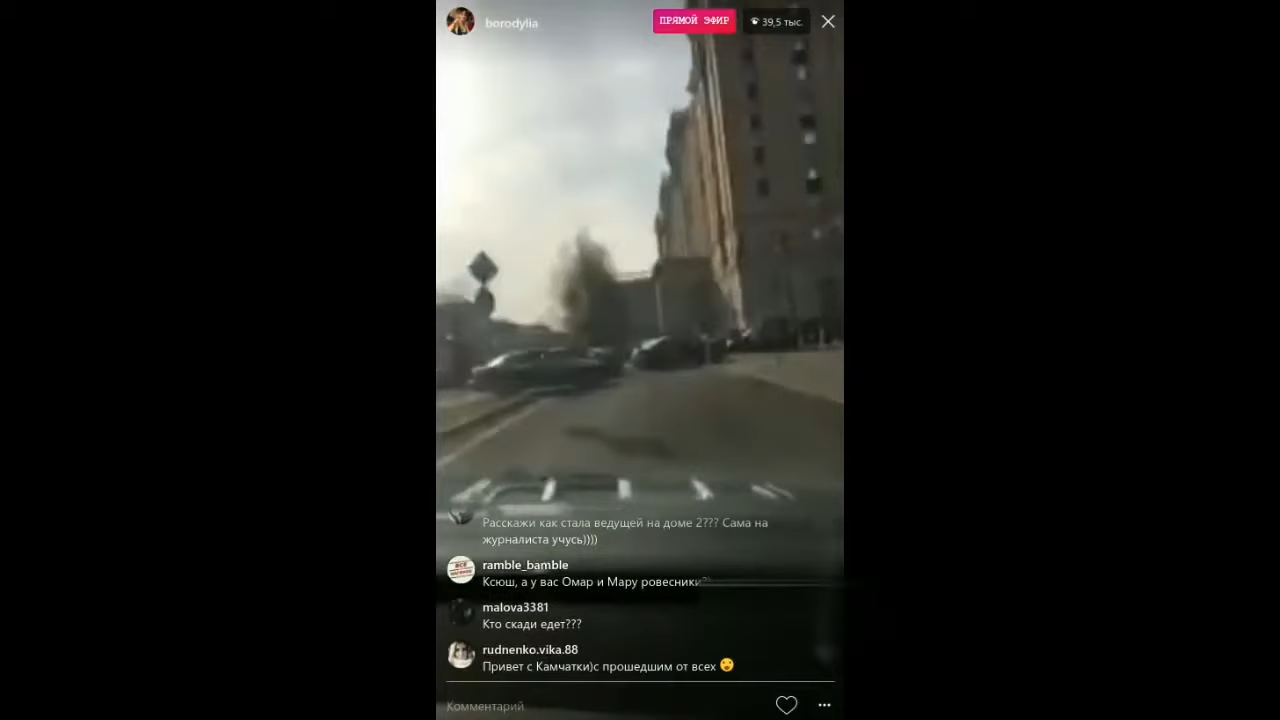 borodylia
ПРЯМОЙ ЭФИР
39,5 тыс.
Расскажи как стала ведущей на доме 2??? Сама на
журналиста учусь))))
ramble_bamble
Ксюш, а у вас Омар и Мару ровесники?
malova3381
Кто скади едет???
rudnenko.vika.88
Привет с Камчатки)с прошедшим от всех 😲
Комментарий